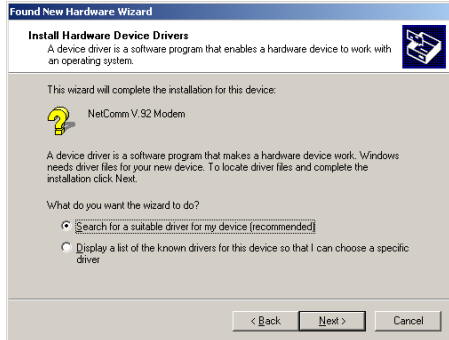 Found New Hardware Wizard
Install Hardware Device Drivers
A device driver is a software program that enables a hardware device to work with
an operating system.
This wizard will complete the installation for this device:
NetComm V.92 Modem
A device driver is a software program that makes a hardware device work. Windows
needs driver files for your new device. To locate driver files and complete the
installation click Next.
What do you want the wizard to do?
Search for a suitable driver for my device (recommended)
Display a list of the known drivers for this device so that I can choose a specific
driver
< Back Next > Cancel